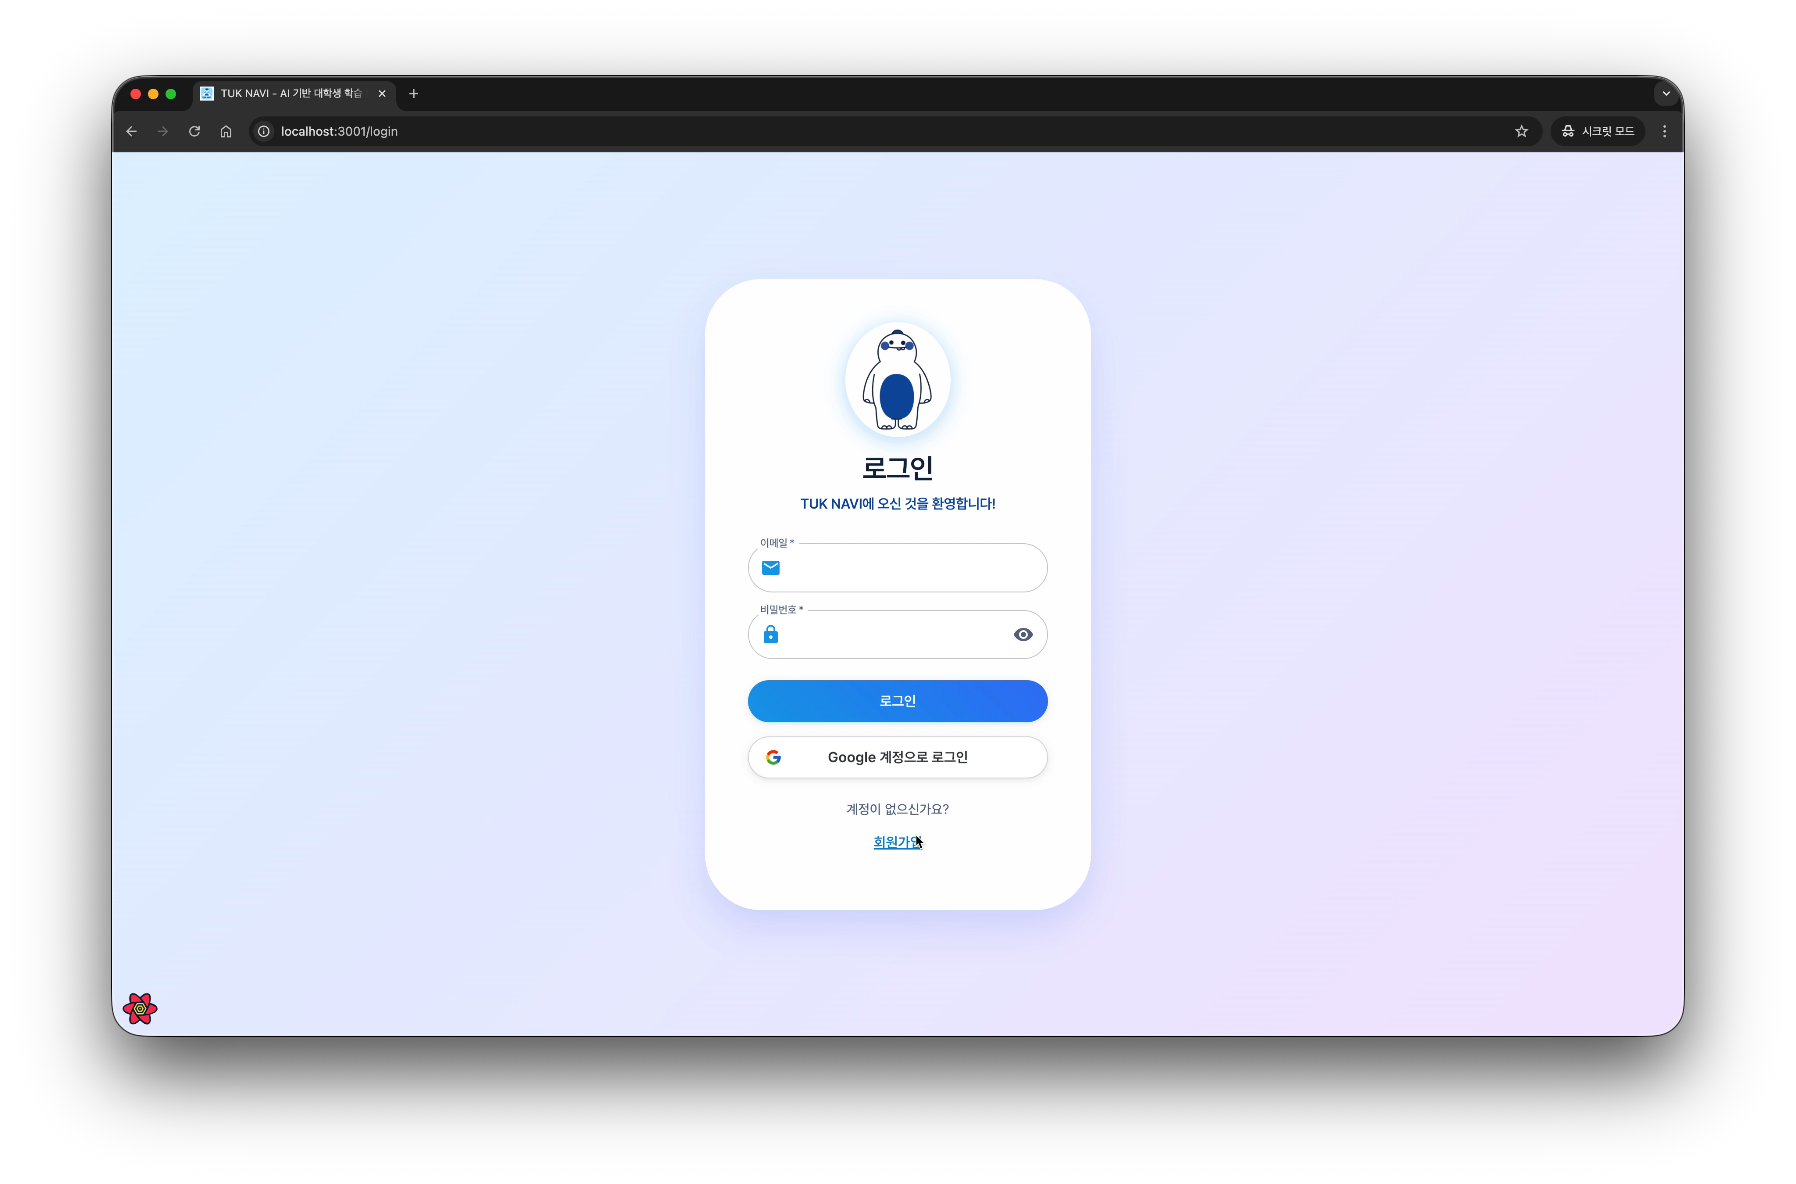 TUK NAVI - AI 기반 대학생 학습
localhost:3001/login
시크릿 모드
로그인
TUK NAVI에 오신 것을 환영합니다!
이메일 *
비밀번호 *
로그인
Google 계정으로 로그인
계정이 없으신가요?
회원가입